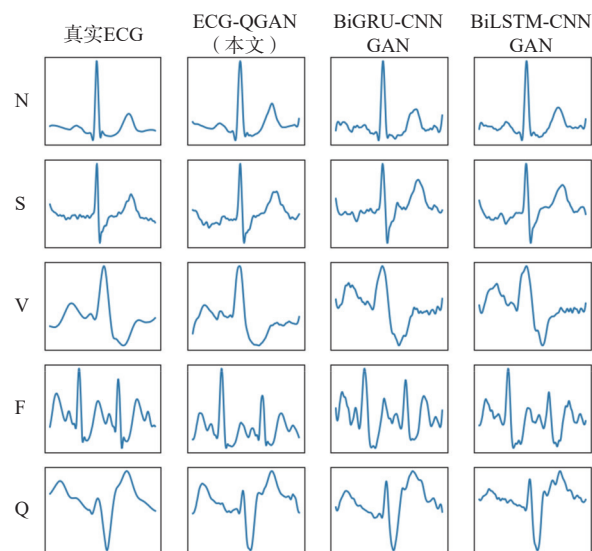 真实ECG
ECG-QGAN
（本文）
BiGRU-CNN
GAN
BiLSTM-CNN
GAN
N
S
V
F
Q